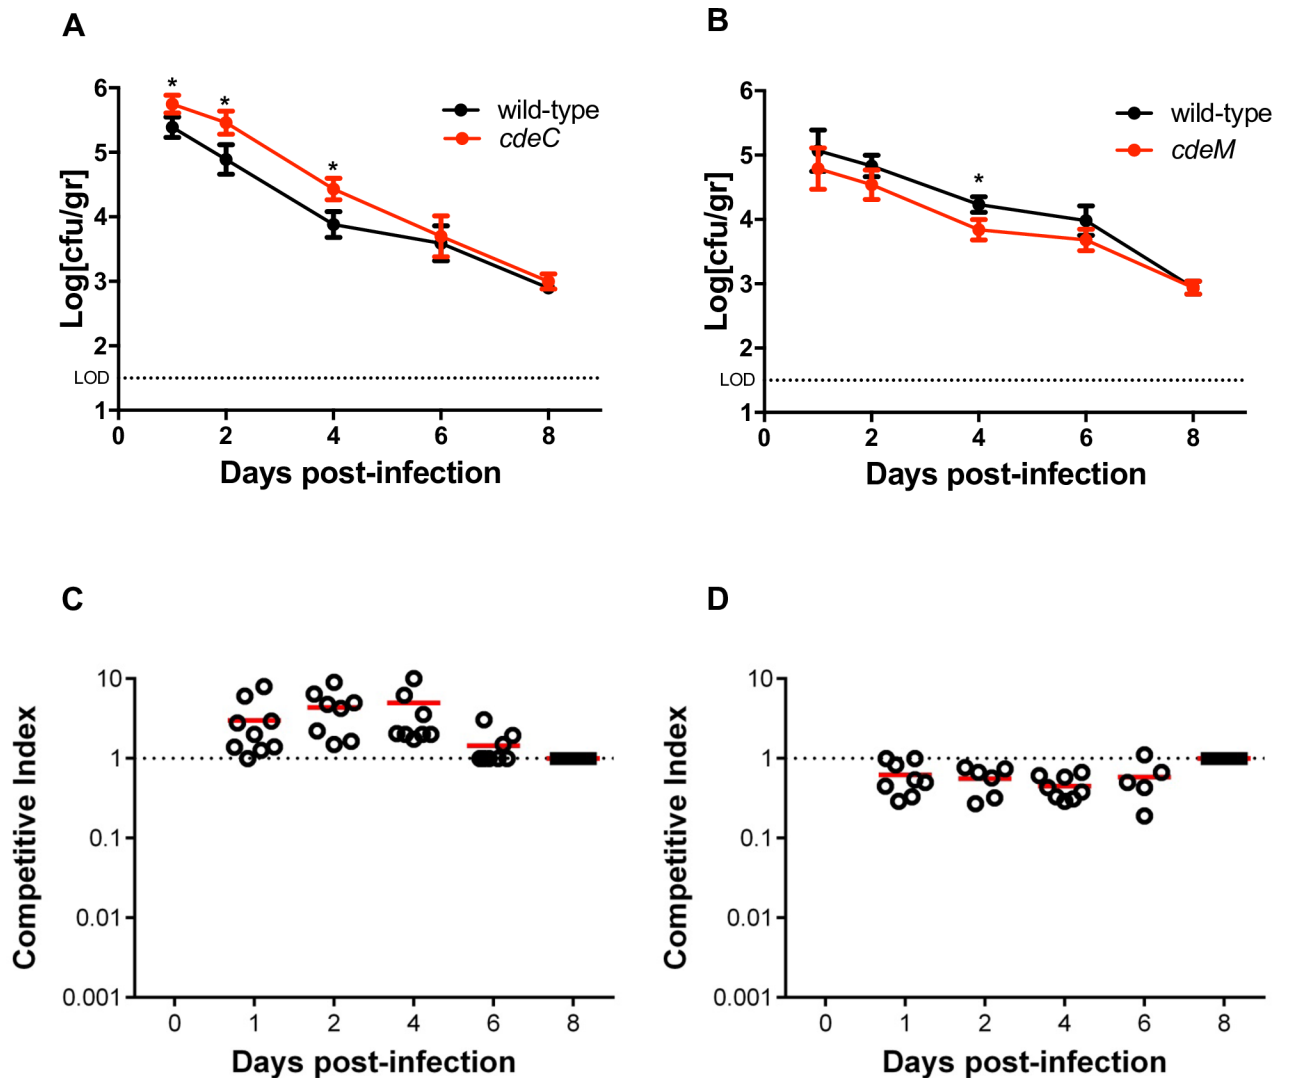 A
Log[cfu/gr]
6
5
4
3
2
1
LOD
* * *
wild-type
cdeC
0 2 4 6 8
Days post-infection
B
Log[cfu/gr]
6
5
4
3
2
1
LOD
*
wild-type
cdeM
0 2 4 6 8
Days post-infection
C
Competitive Index
10
1
0.1
0.01
0.001
0 1 2 4 6 8
Days post-infection
D
Competitive Index
10
1
0.1
0.01
0.001
0 1 2 4 6 8
Days post-infection